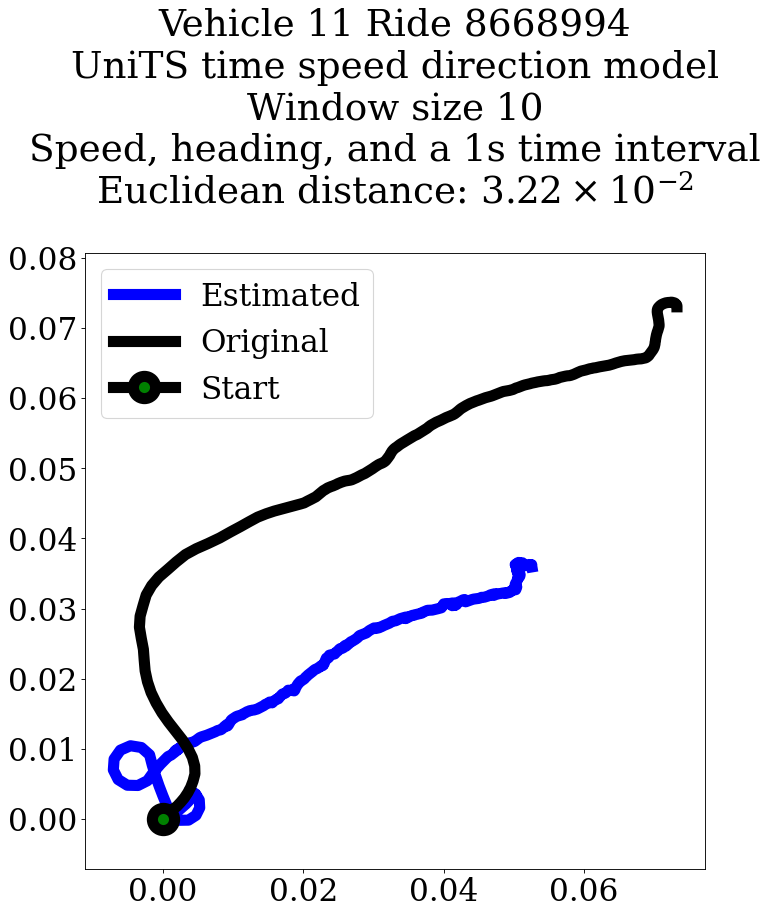 Vehicle 11 Ride 8668994
UniTS time speed direction model
Window size 10
Speed, heading, and a 1s time interval
Euclidean distance: 3.22 × 10⁻²
0.08
0.07
0.06
0.05
0.04
0.03
0.02
0.01
0.00
Estimated
Original
Start
0.00 0.02 0.04 0.06